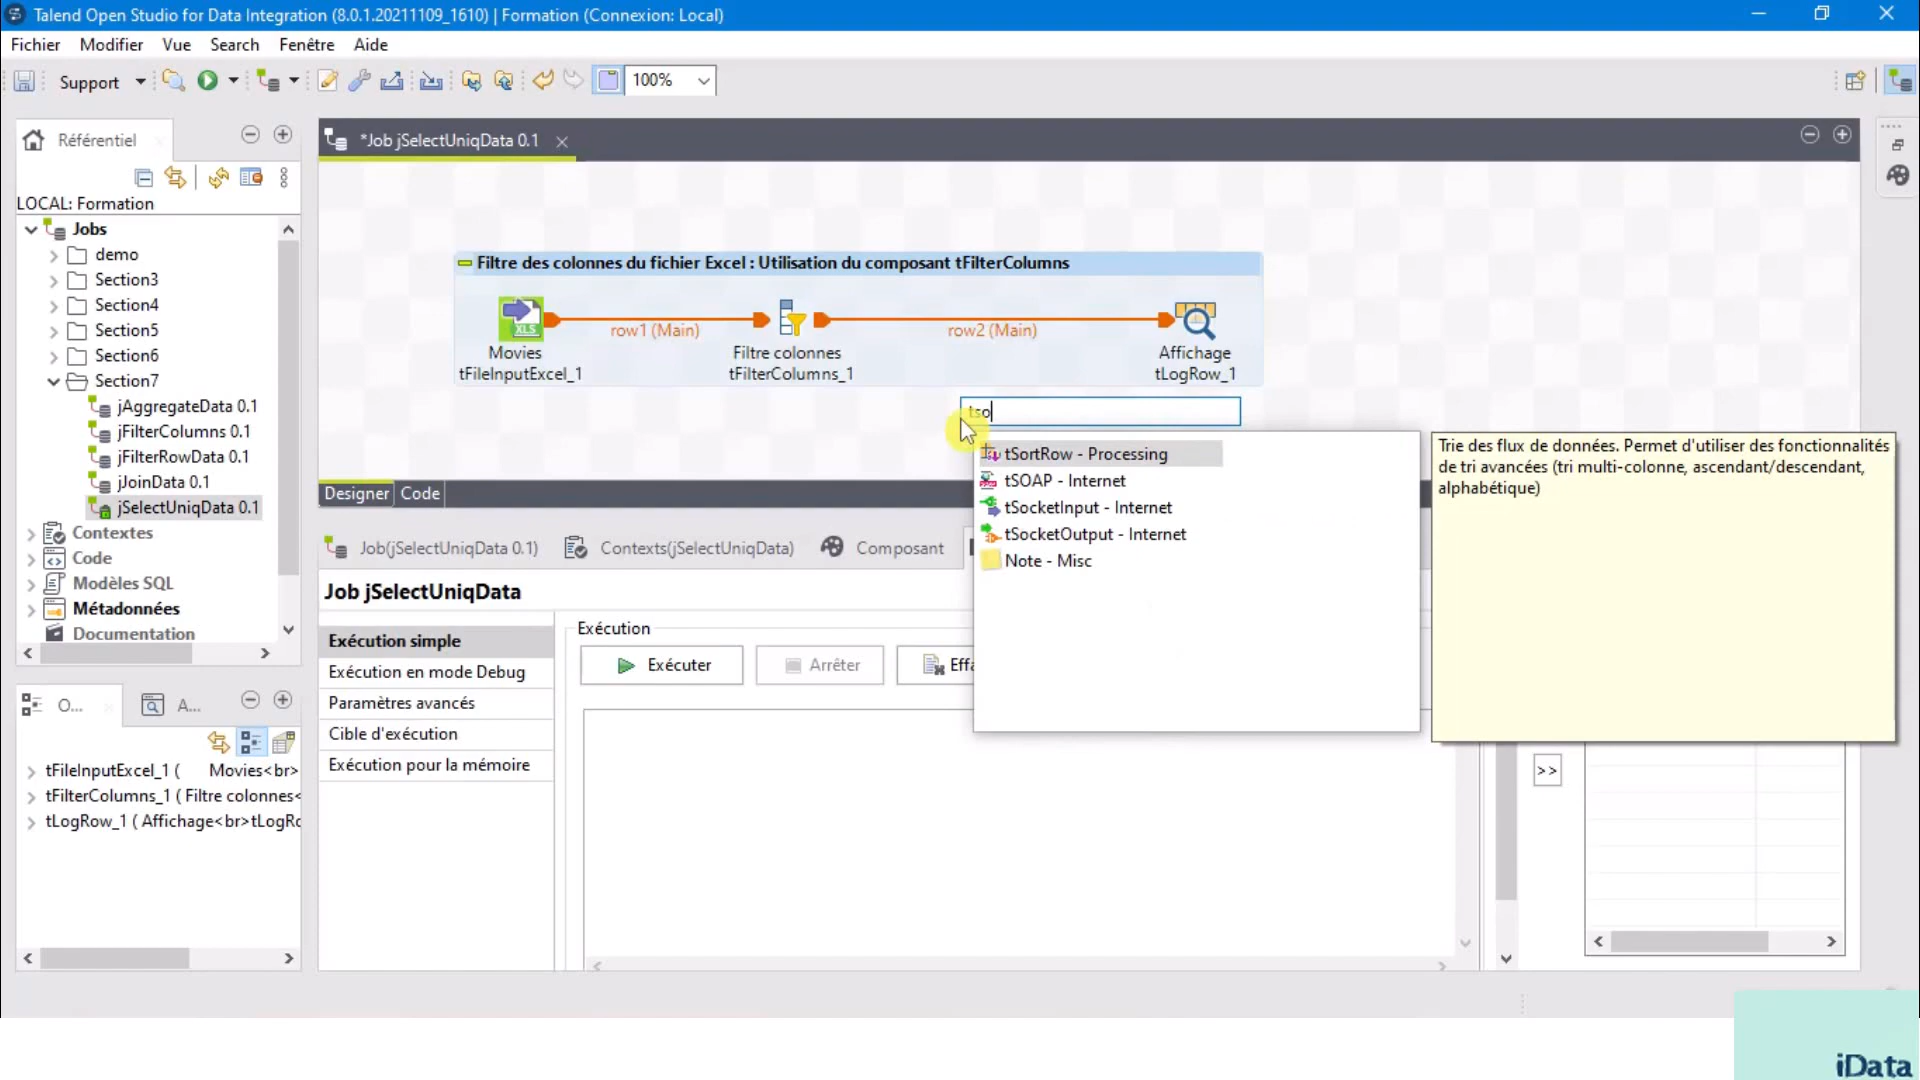 Talend Open Studio for Data Integration (8.0.1.20211109_1610) | Formation (Connexion: Local)
Fichier Modifier Vue Search Fenêtre Aide
Support 100%
Référentiel
LOCAL: Formation
Jobs
demo
Section3
Section4
Section5
Section6
Section7
jAggregateData 0.1
jFilterColumns 0.1
jFilterRowData 0.1
jJoinData 0.1
jSelectUniqData 0.1
Contextes
Code
Modèles SQL
Métadonnées
Documentation
O... A...
tFileInputExcel_1 ( Movies<br>
tFilterColumns_1 ( Filtre colonnes<
tLogRow_1 ( Affichage<br>tLogRo
*Job jSelectUniqData 0.1
Filtre des colonnes du fichier Excel : Utilisation du composant tFilterColumns
XLS
row1 (Main) row2 (Main)
Movies Filtre colonnes Affichage
tFileInputExcel_1 tFilterColumns_1 tLogRow_1
tso
tSortRow - Processing
tSOAP - Internet
tSocketInput - Internet
tSocketOutput - Internet
Note - Misc
Trie des flux de données. Permet d'utiliser des fonctionnalités
de tri avancées (tri multi-colonne, ascendant/descendant,
alphabétique)
Designer Code
Job(jSelectUniqData 0.1) Contexts(jSelectUniqData) Composant
Job jSelectUniqData
Exécution simple
Exécution en mode Debug
Paramètres avancés
Cible d'exécution
Exécution pour la mémoire
Exécution
Exécuter Arrêter Effa
>>
iData